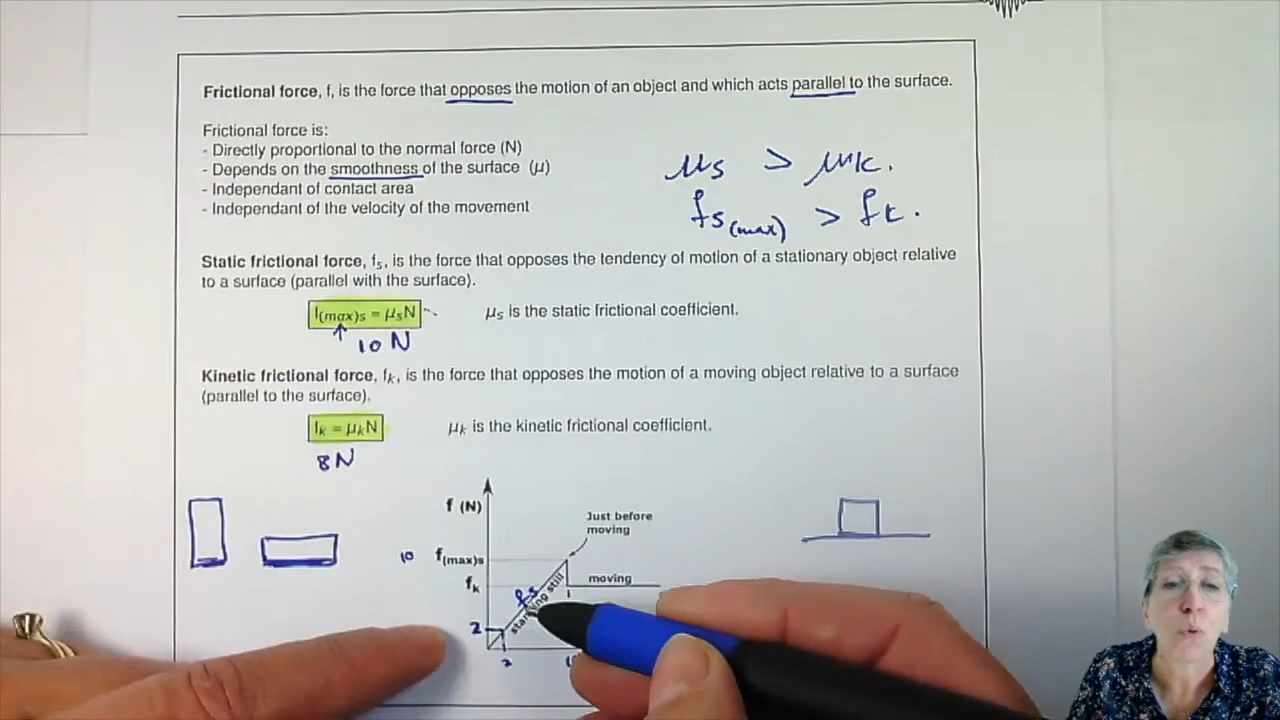 Frictional force, f, is the force that opposes the motion of an object and which acts parallel to the surface.
Frictional force is:
- Directly proportional to the normal force (N)
- Depends on the smoothness of the surface (μ)
- Independant of contact area
- Independant of the velocity of the movement
μs > μk.
fs(max) > fk.
Static frictional force, fs, is the force that opposes the tendency of motion of a stationary object relative
to a surface (parallel with the surface).
f(max)s = μsN μs is the static frictional coefficient.
10 N
Kinetic frictional force, fk, is the force that opposes the motion of a moving object relative to a surface
(parallel to the surface).
fk = μkN μk is the kinetic frictional coefficient.
8N
f (N)
Just before
moving
10 f(max)s
fk
moving
fs
still
2
2